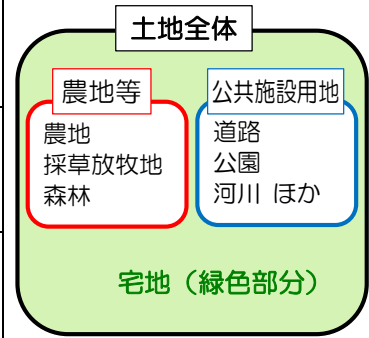 土地全体
農地等
農地
採草放牧地
森林
公共施設用地
道路
公園
河川 ほか
宅地（緑色部分）